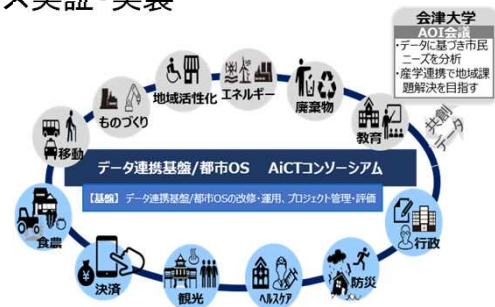 ス実証・実装
会津大学
AOI会議
・データに基づき市民
ニーズを分析
・産学連携で地域課
題解決を目指す
共創
データ
地域活性化
エネルギー
廃棄物
ものづくり
教育
移動
データ連携基盤/都市OS AiCTコンソーシアム
【基盤】データ連携基盤/都市OSの改修・運用、プロジェクト管理・評価
食農
行政
決済
観光
ヘルスケア
防災